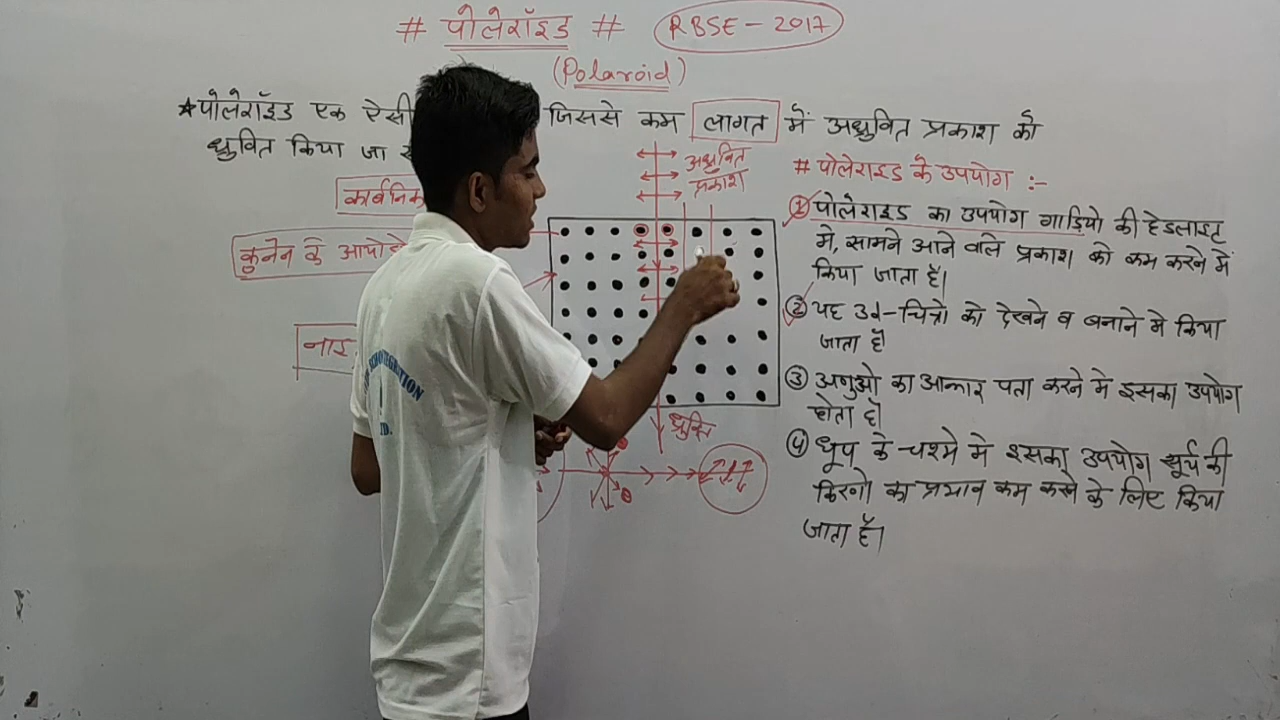 # पोलेरॉइड # RBSE - 2017
(Polaroid)
★पोलेरॉइड एक ऐसी जिससे कम लागत में अध्रुवित प्रकाश को
ध्रुवित किया जा
कार्बनिक
कुनेन के आयोडो
नाइ
अध्रुवित
प्रकाश
ध्रुवित
# पोलेराइड के उपयोग :-
① पोलेराइड का उपयोग गाड़ियो की हेडलाइट
मे, सामने आने वाले प्रकाश को कम करने में
किया जाता है।
② यह 3d-चित्रो को देखने व बनाने मे किया
जाता है
③ अणुओ का आकार पता करने मे इसका उपयोग
होता है
④ धूप के चश्मे मे इसका उपयोग सूर्य की
किरणो का प्रभाव कम करने के लिए किया
जाता है।